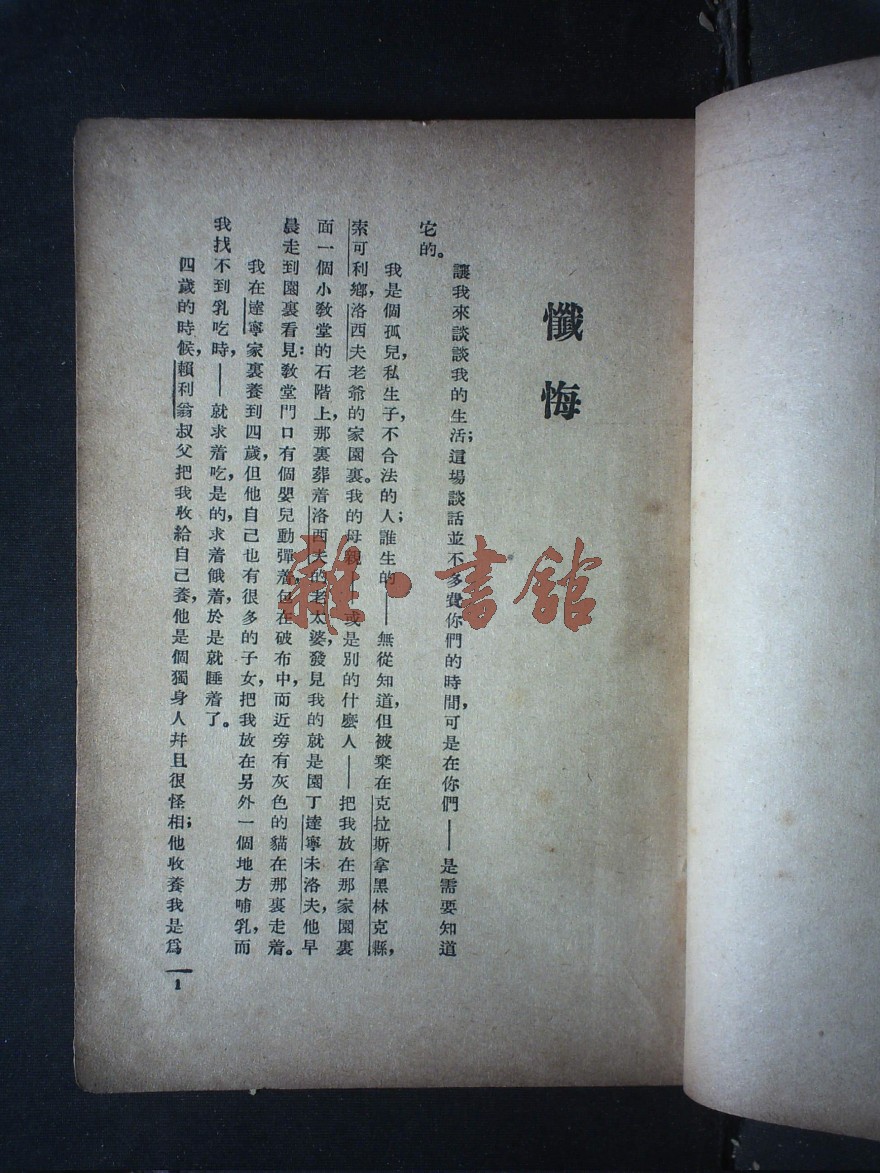 懺悔
讓我來談談我的生活；這場談話並不多費你們的時間，可是在你們——是需要知道
它的。
我是個孤兒，私生子，不合法的人；誰生的——無從知道，但被棄在克拉斯拿黑林克縣，
索可利鄉，洛西夫老爺的家園裏。我的母親——或是別的什麼人——把我放在那家園裏
面一個小教堂的石階上，那裏葬着洛西夫的老太婆，發見我的就是園丁達寧未洛夫，他早
晨走到園裏看見：教堂門口有個嬰兒動彈着，包在破布中，而近旁有灰色的貓在那裏走着。
我在達寧家裏養到四歲，但他自己也有很多的子女，把我放在另外一個地方哺乳，而
我找不到乳吃時，——就求着吃，是的，求着餓着，於是就睡着了。
四歲的時候，賴利翁叔父把我收給自己養，他是個獨身人幷且很怪相；他收養我是爲
1
雜·書館